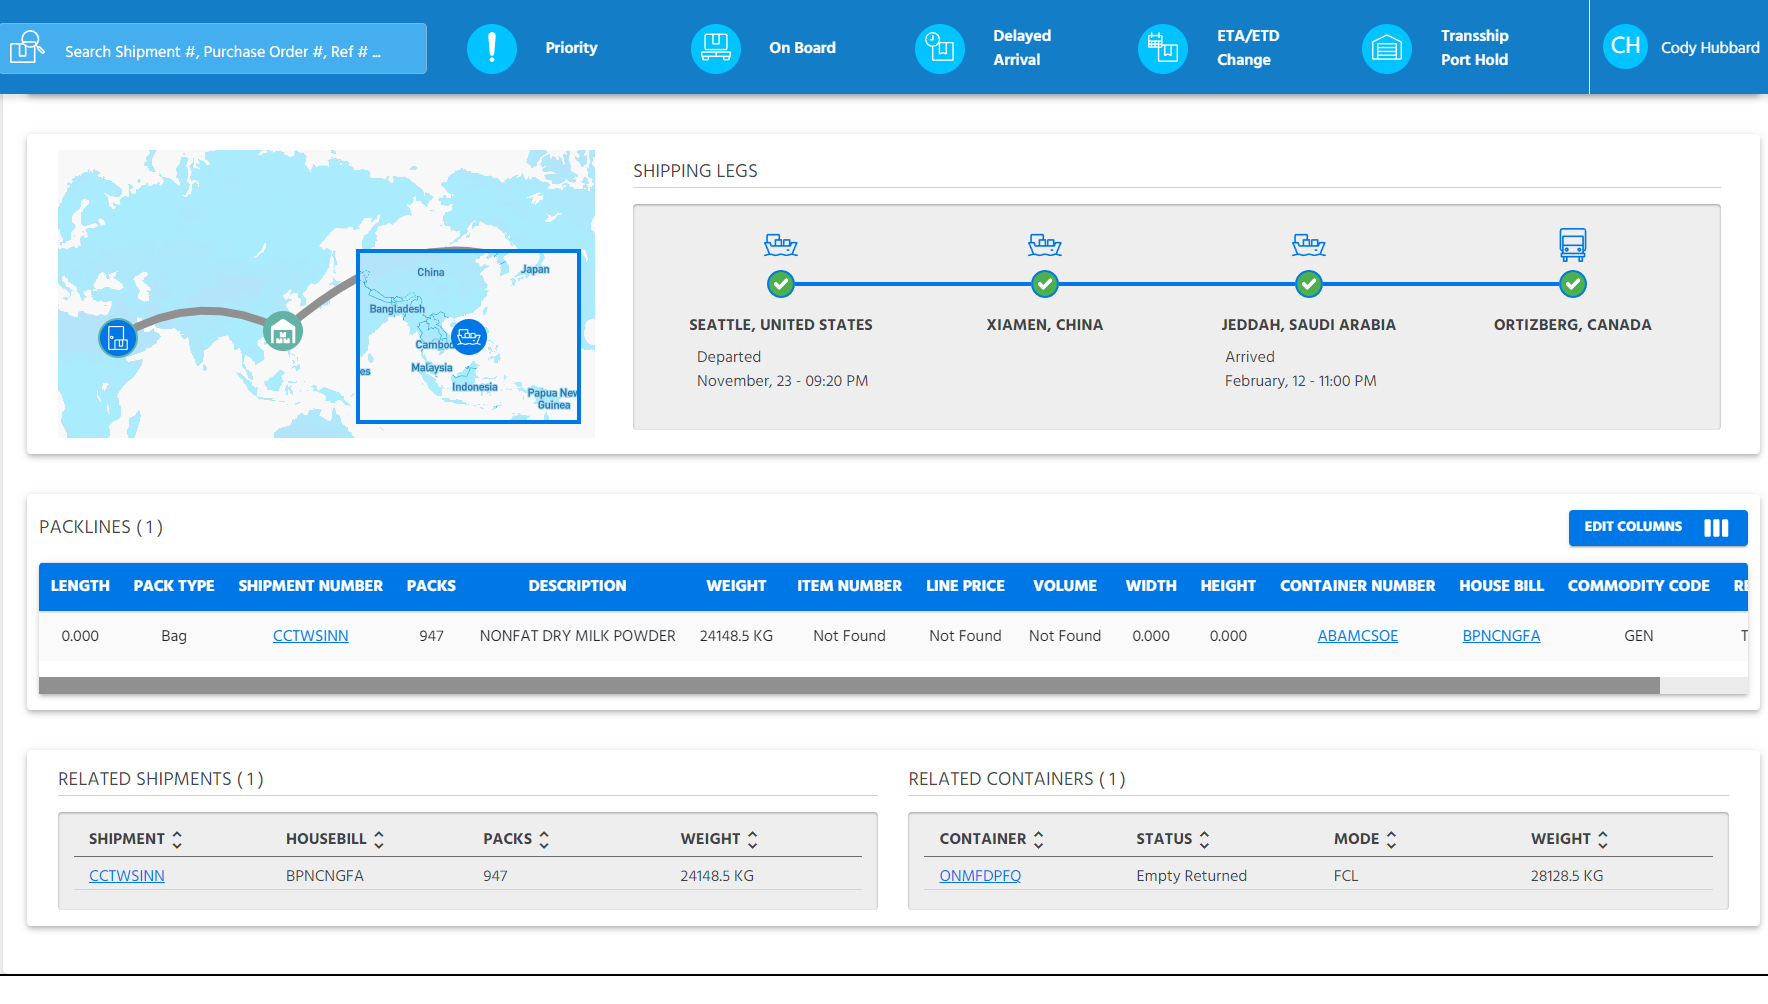 Search Shipment #, Purchase Order #, Ref # ...
Priority
On Board
Delayed
Arrival
ETA/ETD
Change
Transship
Port Hold
CH
Cody Hubbard
China
Japan
Bangladesh
Cambod
es
Malaysia
Indonesia
Papua New
Guinea
SHIPPING LEGS
SEATTLE, UNITED STATES
Departed
November, 23 - 09:20 PM
XIAMEN, CHINA
JEDDAH, SAUDI ARABIA
Arrived
February, 12 - 11:00 PM
ORTIZBERG, CANADA
PACKLINES ( 1 )
EDIT COLUMNS
LENGTH PACK TYPE SHIPMENT NUMBER PACKS DESCRIPTION WEIGHT ITEM NUMBER LINE PRICE VOLUME WIDTH HEIGHT CONTAINER NUMBER HOUSE BILL COMMODITY CODE RE
0.000 Bag CCTWSINN 947 NONFAT DRY MILK POWDER 24148.5 KG Not Found Not Found Not Found 0.000 0.000 ABAMCSOE BPNCNGFA GEN T
RELATED SHIPMENTS ( 1 )
SHIPMENT HOUSEBILL PACKS WEIGHT
CCTWSINN BPNCNGFA 947 24148.5 KG
RELATED CONTAINERS ( 1 )
CONTAINER STATUS MODE WEIGHT
ONMFDPFQ Empty Returned FCL 28128.5 KG